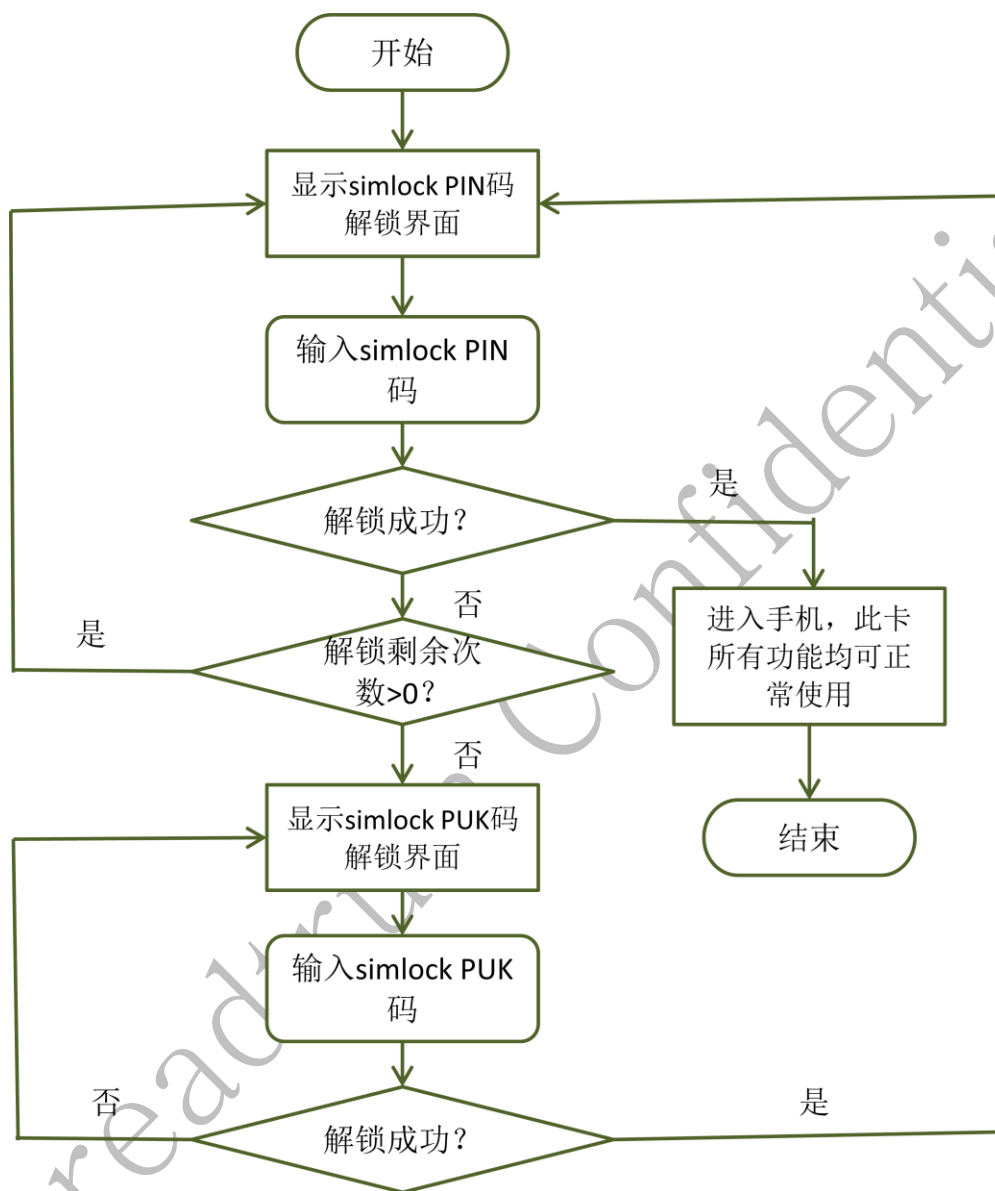 开始
显示simlock PIN码
解锁界面
输入simlock PIN
码
解锁成功？
是
否
是
解锁剩余次
数>0？
进入手机，此卡
所有功能均可正
常使用
否
显示simlock PUK码
解锁界面
结束
输入simlock PUK
码
否
解锁成功？
是